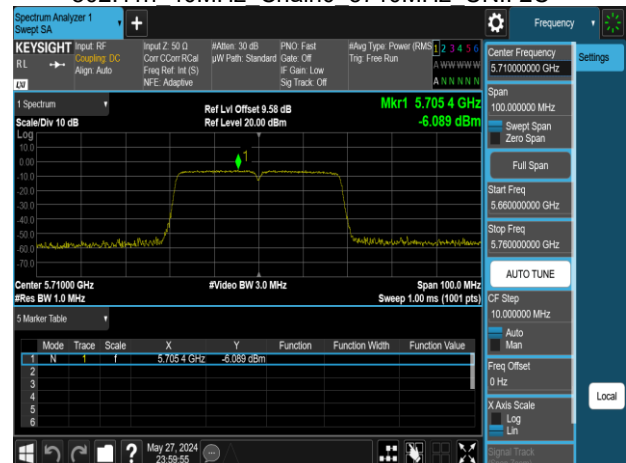 Spectrum Analyzer 1
Swept SA
+
Frequency
KEYSIGHT
RL
LXI
Input: RF
Coupling: DC
Align: Auto
Input Z: 50 Ω
Corr CCorr RCal
Freq Ref: Int (S)
NFE: Adaptive
#Atten: 30 dB
µW Path: Standard
PNO: Fast
Gate: Off
IF Gain: Low
Sig Track: Off
#Avg Type: Power (RMS
Trig: Free Run
1 2 3 4 5 6
A WW WW W
A N N N N N
Center Frequency
5.710000000 GHz
Settings
Span
100.000000 MHz
Swept Span
Zero Span
Full Span
Start Freq
5.660000000 GHz
Stop Freq
5.760000000 GHz
AUTO TUNE
CF Step
10.000000 MHz
Auto
Man
Freq Offset
0 Hz
X Axis Scale
Log
Lin
Signal Track
Local
1 Spectrum
Scale/Div 10 dB
Log
Ref Lvl Offset 9.58 dB
Ref Level 20.00 dBm
Mkr1 5.705 4 GHz
-6.089 dBm
1
10.0
0.00
-10.0
-20.0
-30.0
-40.0
-50.0
-60.0
-70.0
Center 5.71000 GHz
#Res BW 1.0 MHz
#Video BW 3.0 MHz
Span 100.0 MHz
Sweep 1.00 ms (1001 pts)
5 Marker Table
Mode Trace Scale X Y Function Function Width Function Value
1 N 1 f 5.705 4 GHz -6.089 dBm
2
3
4
5
6
?
May 27, 2024
23:59:55